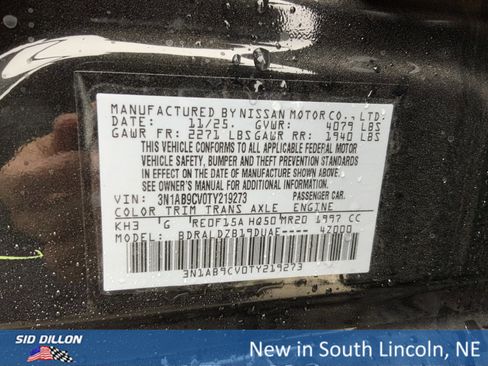 MANUFACTURED BY NISSAN MOTOR CO., LTD.
DATE: 11/25. GVWR: 4079 LBS
GAWR FR: 2271 LBS GAWR RR: 1940 LBS
THIS VEHICLE CONFORMS TO ALL APPLICABLE FEDERAL MOTOR
VEHICLE SAFETY, BUMPER AND THEFT PREVENTION STANDARDS
IN EFFECT ON THE DATE OF MANUFACTURE SHOWN ABOVE.
SEE OWNER'S MANUAL FOR ADDITIONAL INFORMATION.
VIN: 3N1AB9CV0TY219273 PASSENGER CAR.
COLOR TRIM TRANS AXLE ENGINE
KH3 G RE0F15A HQ50 MR20 1997 CC
MODEL: BDRALDZB19DUAE---- 4Z000
3N1AB9CV0TY219273
SID DILLON
New in South Lincoln, NE